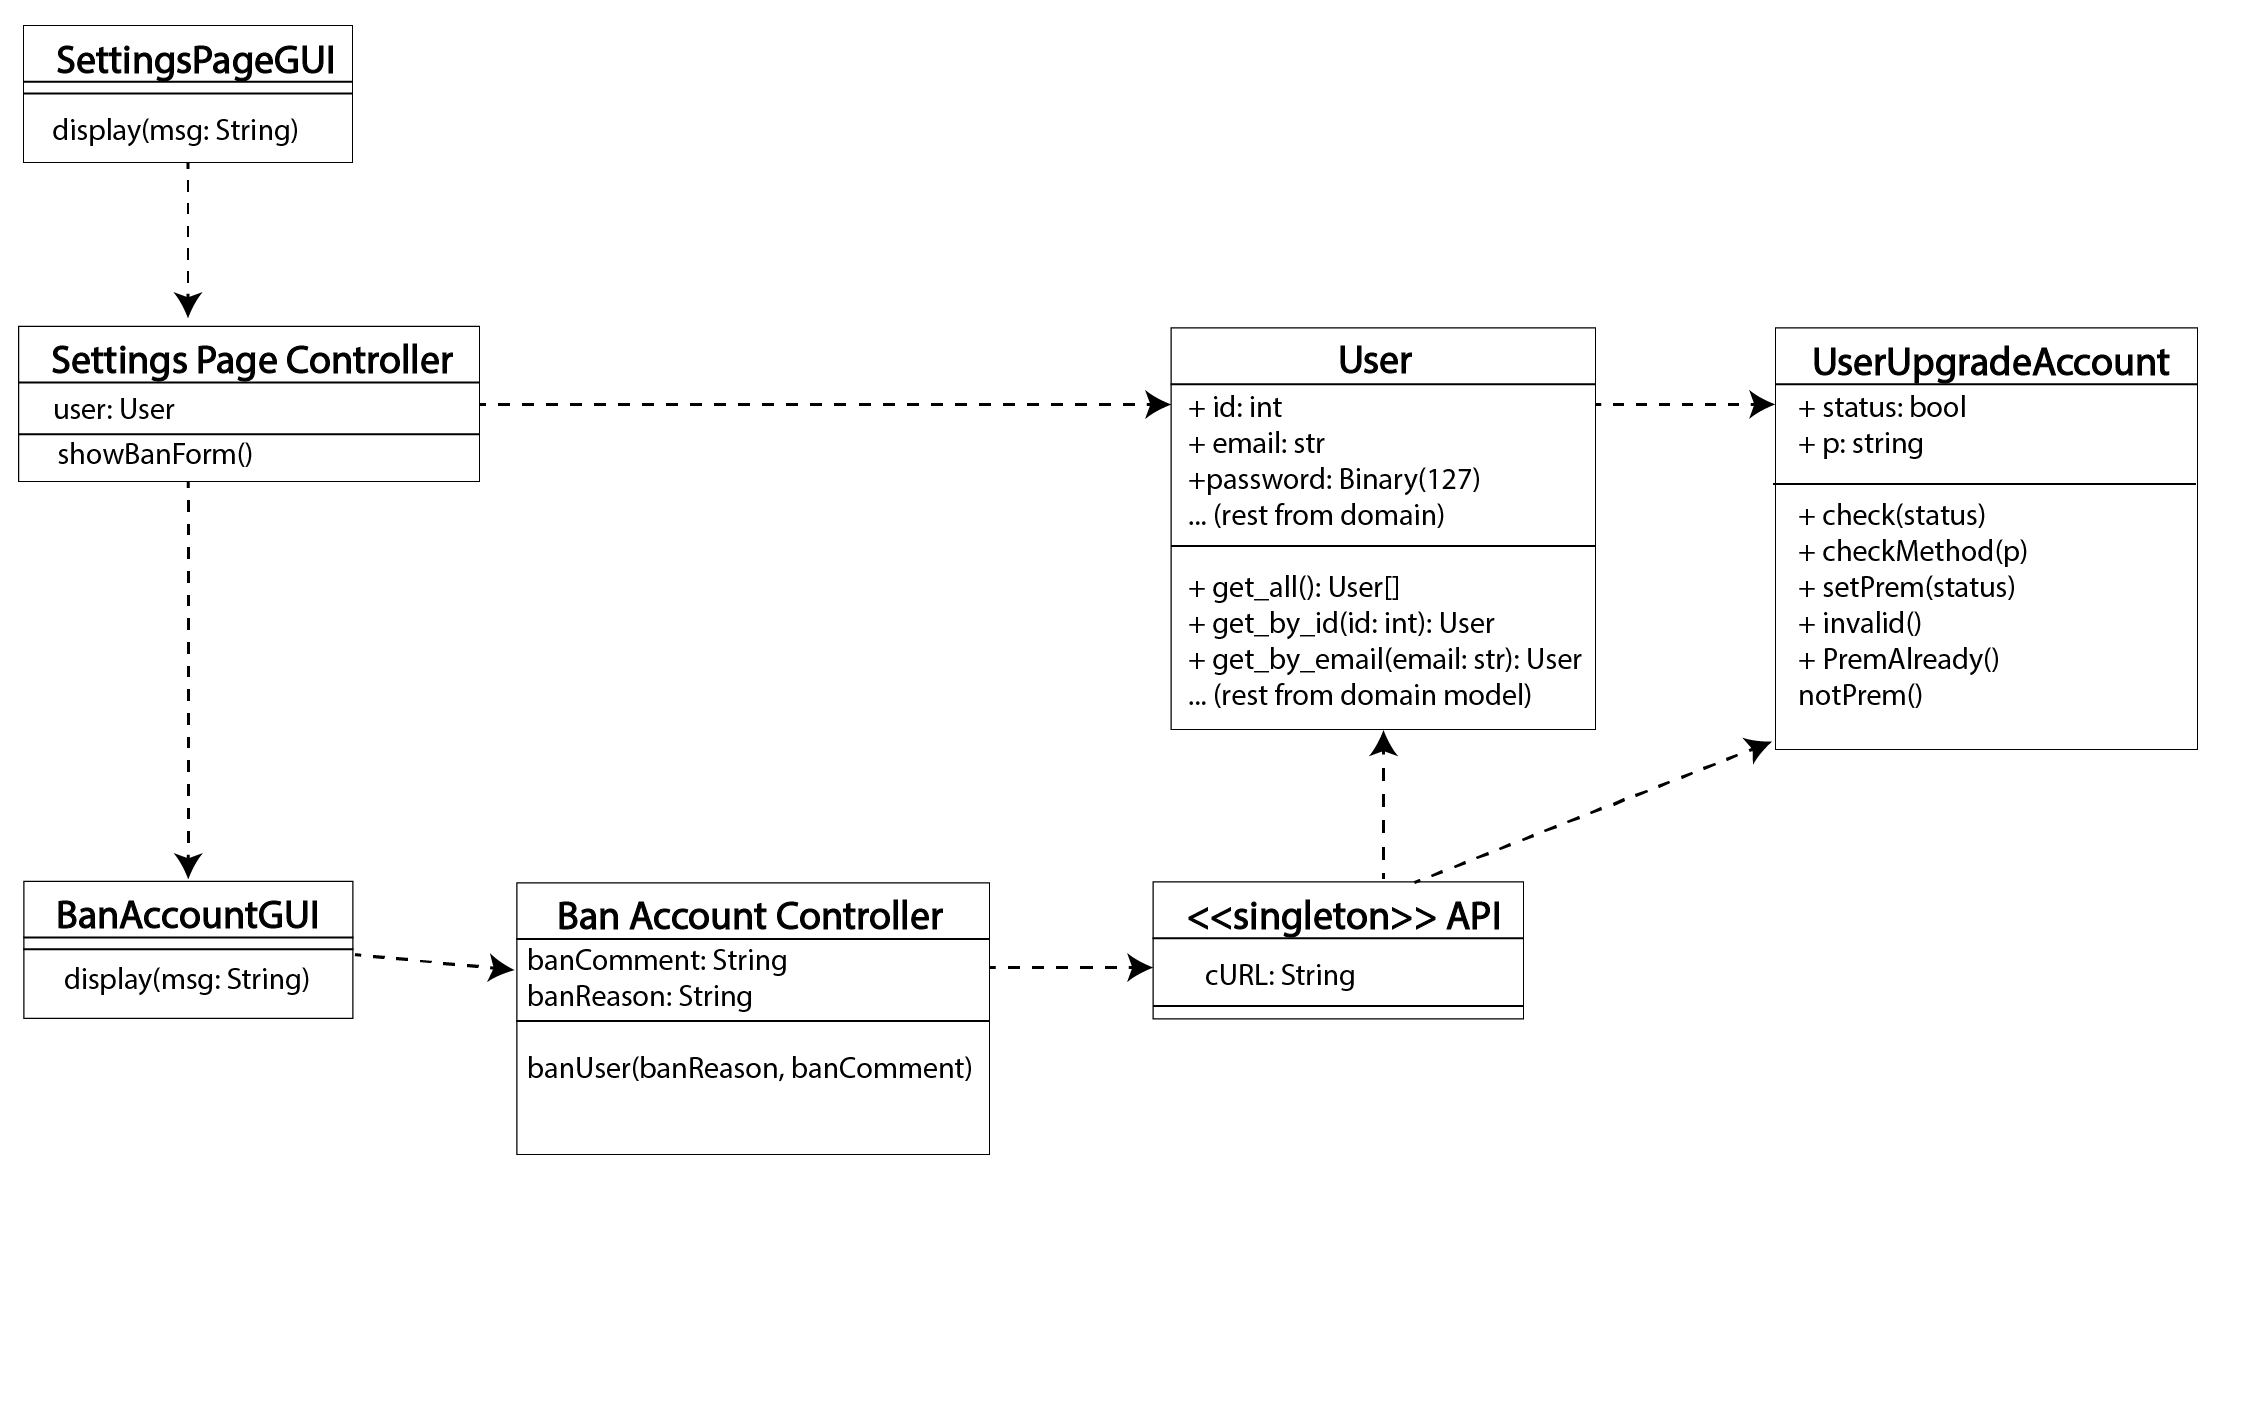 SettingsPageGUI
display(msg: String)
Settings Page Controller
user: User
showBanForm()
User
+ id: int
+ email: str
+password: Binary(127)
... (rest from domain)
+ get_all(): User[]
+ get_by_id(id: int): User
+ get_by_email(email: str): User
... (rest from domain model)
UserUpgradeAccount
+ status: bool
+ p: string
+ check(status)
+ checkMethod(p)
+ setPrem(status)
+ invalid()
+ PremAlready()
notPrem()
BanAccountGUI
display(msg: String)
Ban Account Controller
banComment: String
banReason: String
banUser(banReason, banComment)
<<singleton>> API
cURL: String